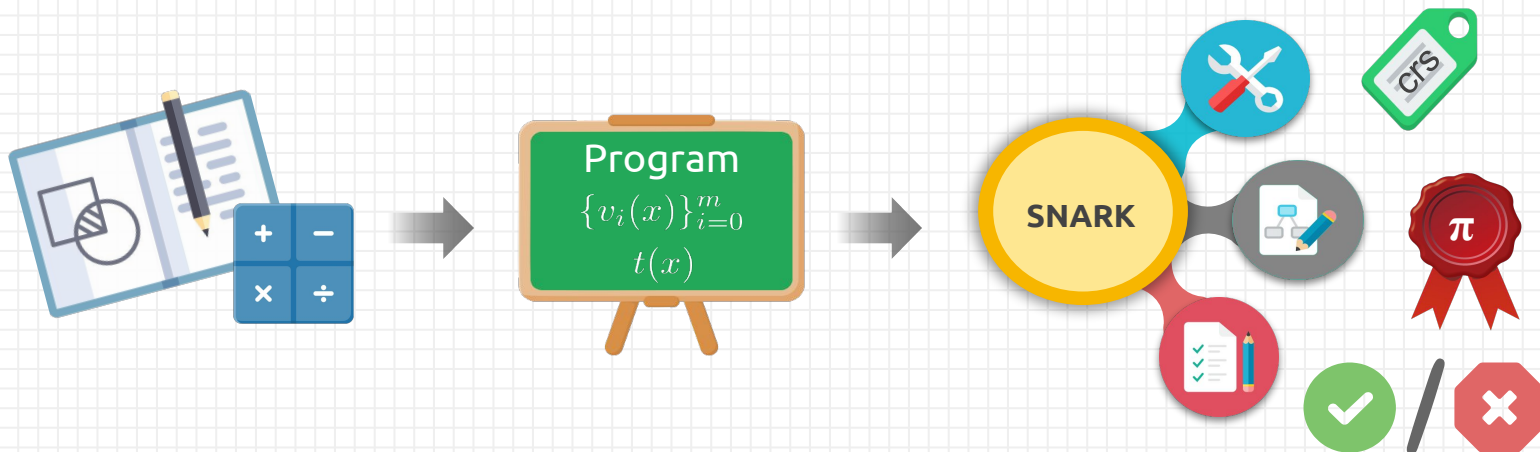 + −
× ÷
Program
{v_i(x)}_{i=0}^m
t(x)
SNARK
crs
π